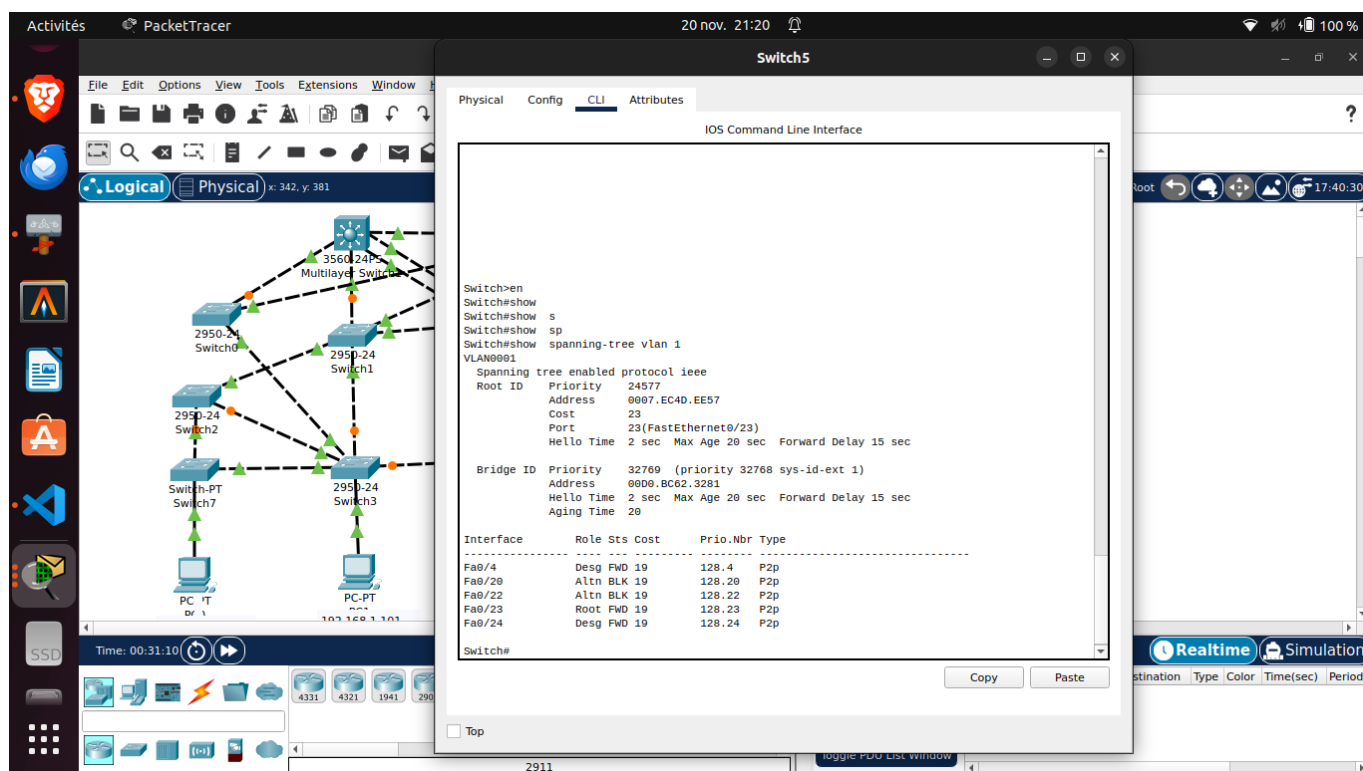 Activités PacketTracer 20 nov. 21:20 100 %
Switch5
File Edit Options View Tools Extensions Window
Physical Config CLI Attributes
IOS Command Line Interface
?
Logical Physical x: 342, y: 381
Root 17:40:30
3560-24PS
Multilayer
2950-24
Switch0
2950-24
Switch1
2950-24
Switch2
Switch-PT
Switch7
2950-24
Switch3
PC-PT
192.168.1.101
Switch>en
Switch#show
Switch#show s
Switch#show sp
Switch#show spanning-tree vlan 1
VLAN0001
Spanning tree enabled protocol ieee
Root ID Priority 24577
Address 0007.EC4D.EE57
Cost 23
Port 23(FastEthernet0/23)
Hello Time 2 sec Max Age 20 sec Forward Delay 15 sec
Bridge ID Priority 32769 (priority 32768 sys-id-ext 1)
Address 00D0.BC62.3281
Hello Time 2 sec Max Age 20 sec Forward Delay 15 sec
Aging Time 20
Interface Role Sts Cost Prio.Nbr Type
---------------- ---- --- --------- -------- --------------------------------
Fa0/4 Desg FWD 19 128.4 P2p
Fa0/20 Altn BLK 19 128.20 P2p
Fa0/22 Altn BLK 19 128.22 P2p
Fa0/23 Root FWD 19 128.23 P2p
Fa0/24 Desg FWD 19 128.24 P2p
Switch#
Copy Paste
Top
SSD
Time: 00:31:10
Realtime Simulation
4331 4321 1941 290
stination Type Color Time(sec) Period
Toggle PDU List Window
2911